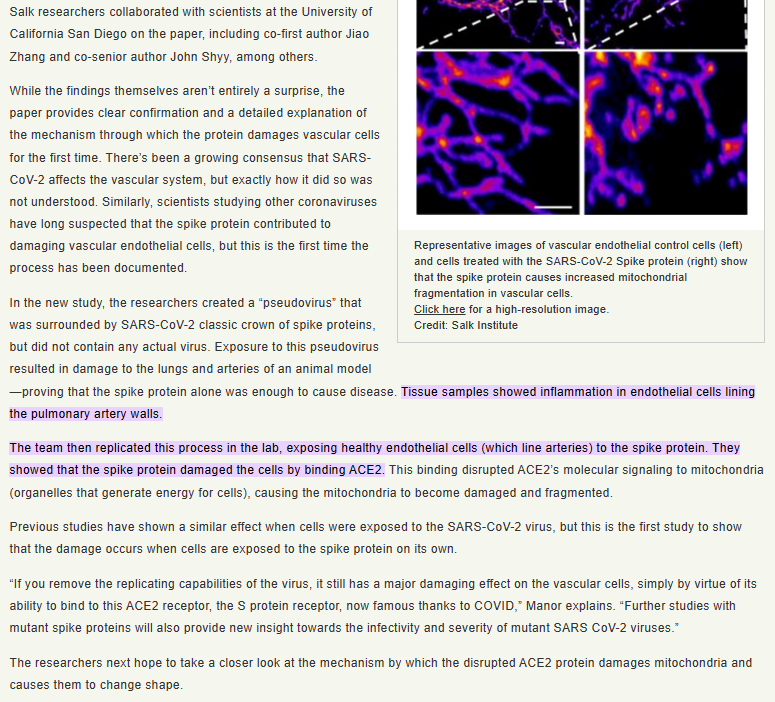 Salk researchers collaborated with scientists at the University of
California San Diego on the paper, including co-first author Jiao
Zhang and co-senior author John Shyy, among others.
While the findings themselves aren’t entirely a surprise, the
paper provides clear confirmation and a detailed explanation of
the mechanism through which the protein damages vascular cells
for the first time. There’s been a growing consensus that SARS-
CoV-2 affects the vascular system, but exactly how it did so was
not understood. Similarly, scientists studying other coronaviruses
have long suspected that the spike protein contributed to
damaging vascular endothelial cells, but this is the first time the
process has been documented.
Representative images of vascular endothelial control cells (left)
and cells treated with the SARS-CoV-2 Spike protein (right) show
that the spike protein causes increased mitochondrial
fragmentation in vascular cells.
Click here for a high-resolution image.
Credit: Salk Institute
In the new study, the researchers created a “pseudovirus” that
was surrounded by SARS-CoV-2 classic crown of spike proteins,
but did not contain any actual virus. Exposure to this pseudovirus
resulted in damage to the lungs and arteries of an animal model
—proving that the spike protein alone was enough to cause disease. Tissue samples showed inflammation in endothelial cells lining
the pulmonary artery walls.
The team then replicated this process in the lab, exposing healthy endothelial cells (which line arteries) to the spike protein. They
showed that the spike protein damaged the cells by binding ACE2. This binding disrupted ACE2’s molecular signaling to mitochondria
(organelles that generate energy for cells), causing the mitochondria to become damaged and fragmented.
Previous studies have shown a similar effect when cells were exposed to the SARS-CoV-2 virus, but this is the first study to show
that the damage occurs when cells are exposed to the spike protein on its own.
“If you remove the replicating capabilities of the virus, it still has a major damaging effect on the vascular cells, simply by virtue of its
ability to bind to this ACE2 receptor, the S protein receptor, now famous thanks to COVID,” Manor explains. “Further studies with
mutant spike proteins will also provide new insight towards the infectivity and severity of mutant SARS CoV-2 viruses.”
The researchers next hope to take a closer look at the mechanism by which the disrupted ACE2 protein damages mitochondria and
causes them to change shape.